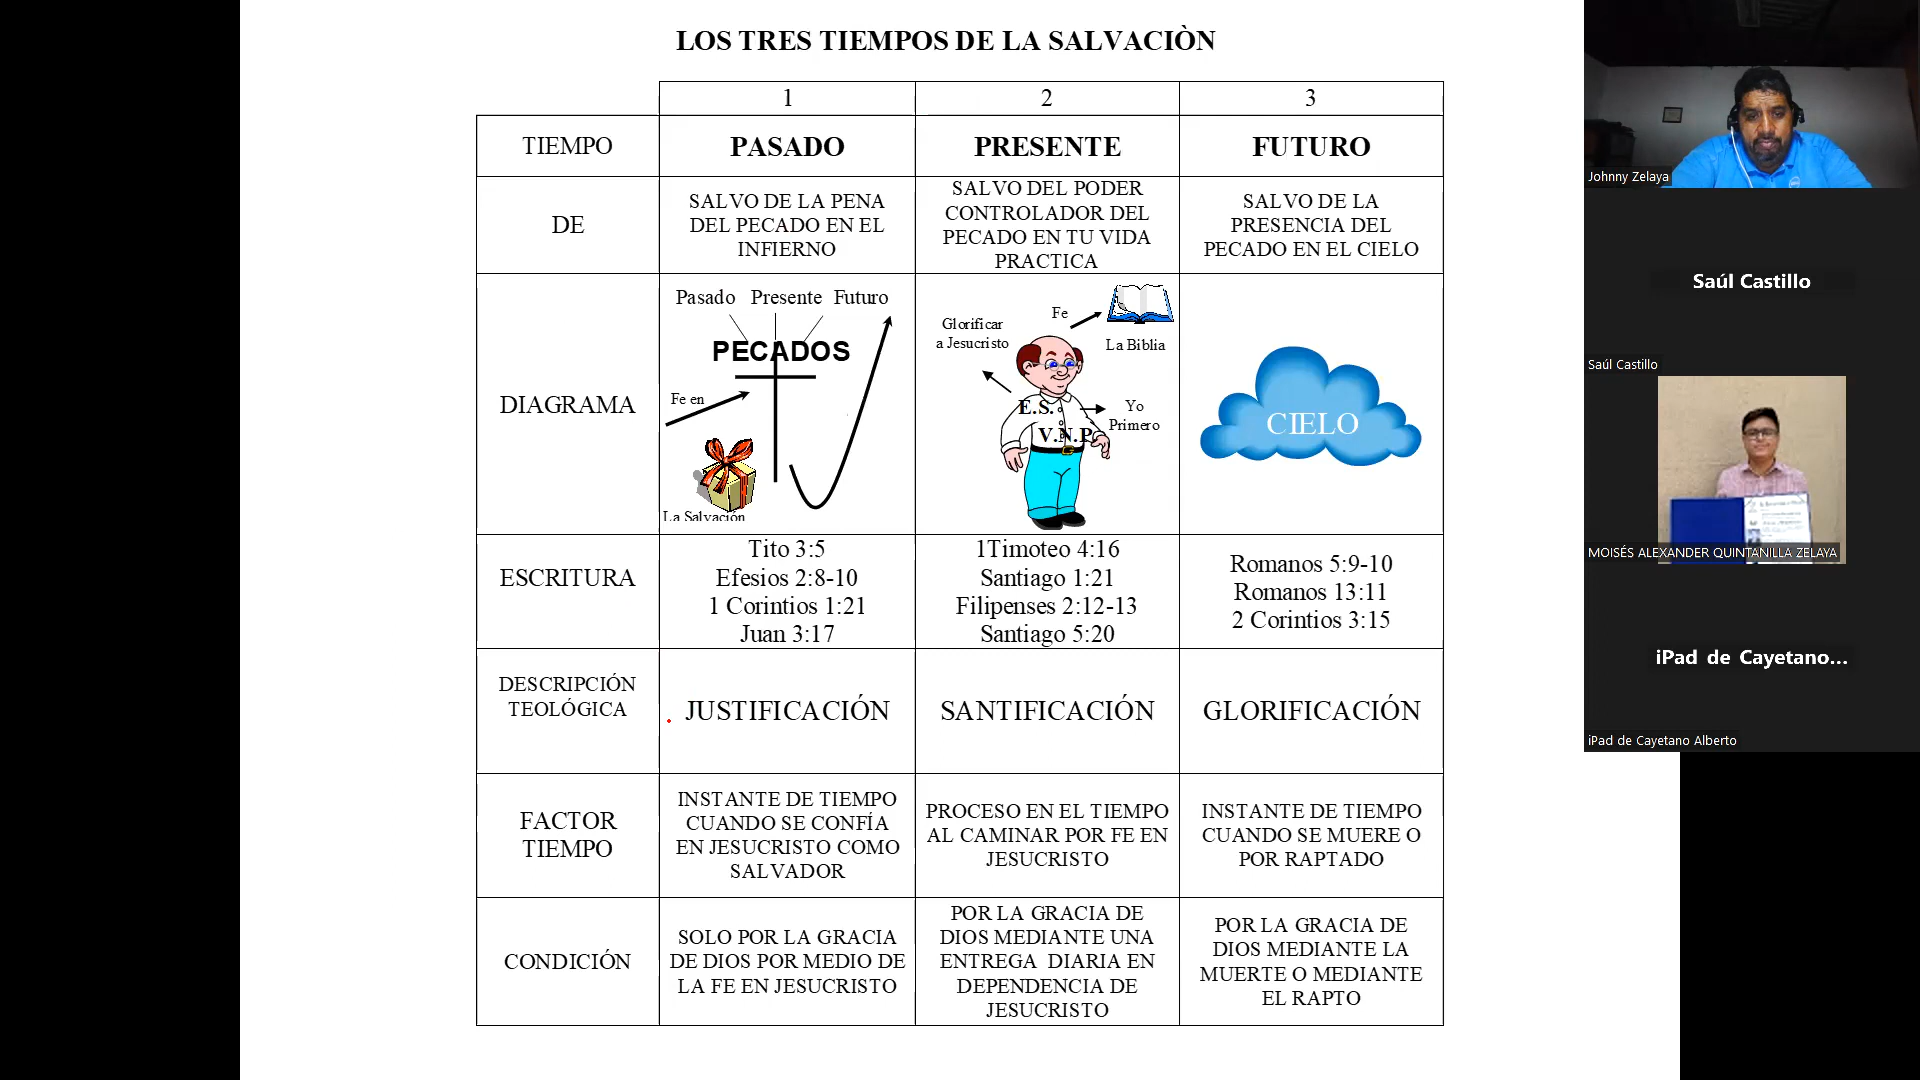 LOS TRES TIEMPOS DE LA SALVACIÒN
1
2
3
TIEMPO
PASADO
PRESENTE
FUTURO
DE
SALVO DE LA PENA
DEL PECADO EN EL
INFIERNO
SALVO DEL PODER
CONTROLADOR DEL
PECADO EN TU VIDA
PRACTICA
SALVO DE LA
PRESENCIA DEL
PECADO EN EL CIELO
DIAGRAMA
Pasado Presente Futuro
PECADOS
Fe en
La Salvación
Glorificar
a Jesucristo
Fe
La Biblia
E.S.
V.N.P.
Yo
Primero
CIELO
ESCRITURA
Tito 3:5
Efesios 2:8-10
1 Corintios 1:21
Juan 3:17
1Timoteo 4:16
Santiago 1:21
Filipenses 2:12-13
Santiago 5:20
Romanos 5:9-10
Romanos 13:11
2 Corintios 3:15
DESCRIPCIÓN
TEOLÓGICA
JUSTIFICACIÓN
SANTIFICACIÓN
GLORIFICACIÓN
FACTOR
TIEMPO
INSTANTE DE TIEMPO
CUANDO SE CONFÍA
EN JESUCRISTO COMO
SALVADOR
PROCESO EN EL TIEMPO
AL CAMINAR POR FE EN
JESUCRISTO
INSTANTE DE TIEMPO
CUANDO SE MUERE O
POR RAPTADO
CONDICIÓN
SOLO POR LA GRACIA
DE DIOS POR MEDIO DE
LA FE EN JESUCRISTO
POR LA GRACIA DE
DIOS MEDIANTE UNA
ENTREGA DIARIA EN
DEPENDENCIA DE
JESUCRISTO
POR LA GRACIA DE
DIOS MEDIANTE LA
MUERTE O MEDIANTE
EL RAPTO
Johnny Zelaya
Saúl Castillo
Saúl Castillo
MOISÉS ALEXANDER QUINTANILLA ZELAYA
iPad de Cayetano...
iPad de Cayetano Alberto